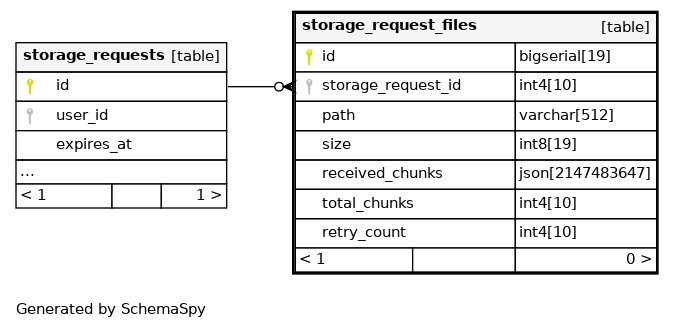 storage_requests [table]
id
user_id
expires_at
...
< 1 1 >
storage_request_files [table]
id bigserial[19]
storage_request_id int4[10]
path varchar[512]
size int8[19]
received_chunks json[2147483647]
total_chunks int4[10]
retry_count int4[10]
< 1 0 >
Generated by SchemaSpy